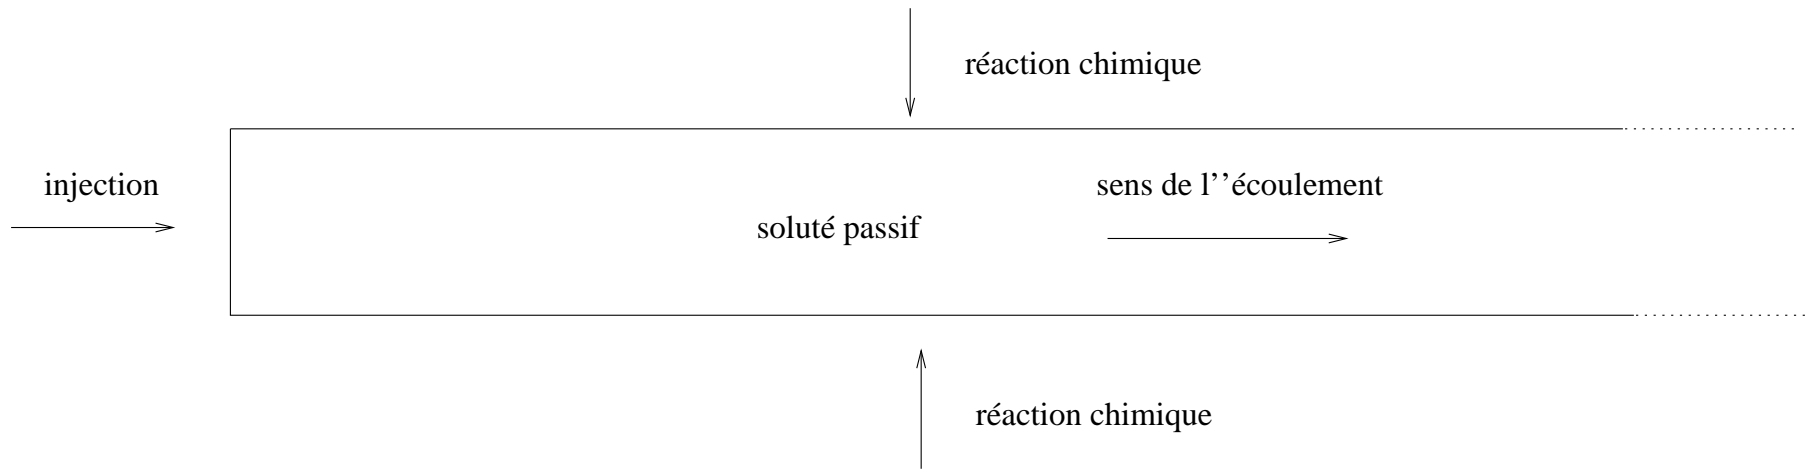 réaction chimique
injection
sens de l''écoulement
soluté passif
réaction chimique